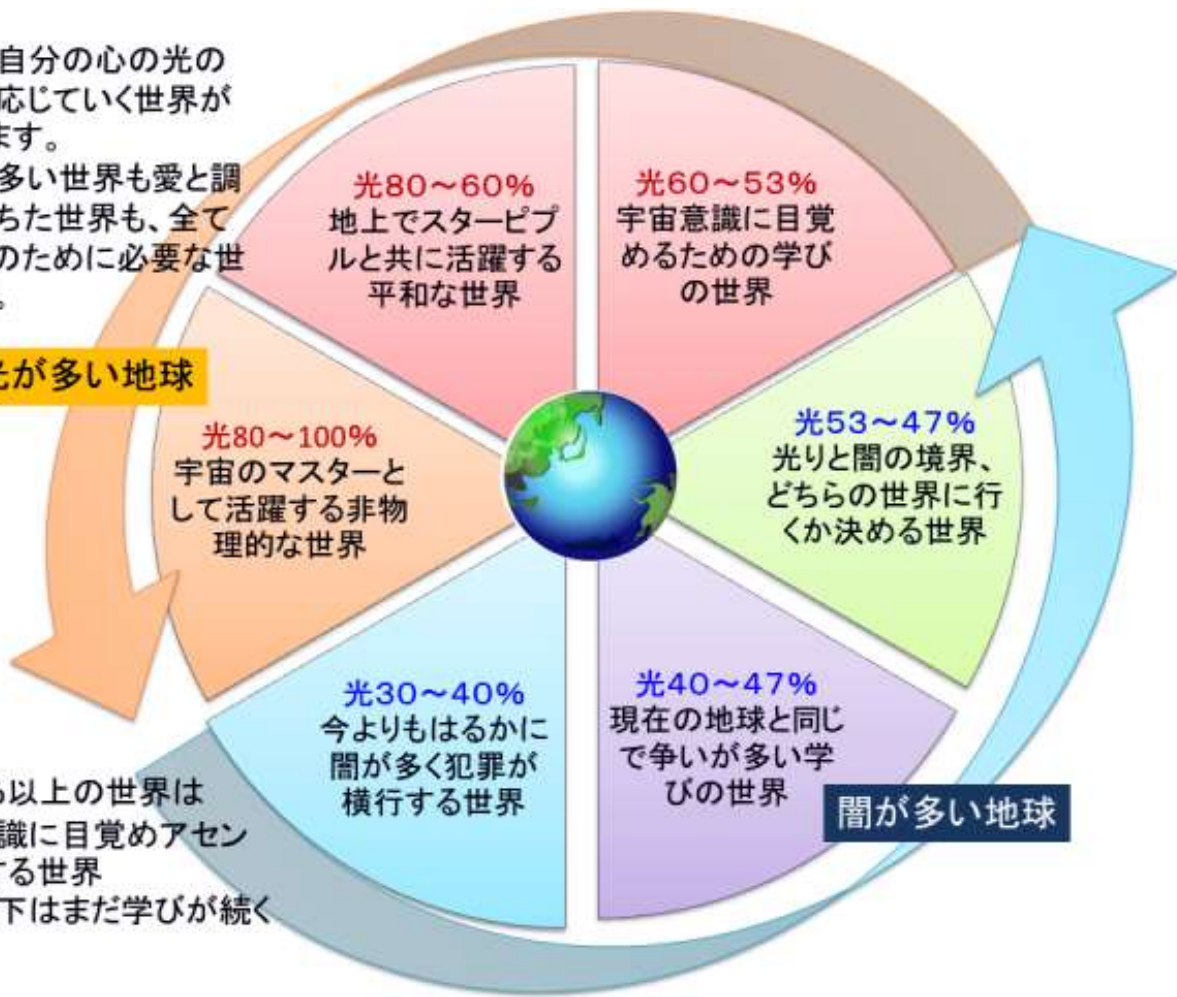 自分の心の光の
応じていく世界が
ます。
多い世界も愛と調
ちた世界も、全て
のために必要な世
。
光が多い地球
光80～60%
地上でスターピプ
ルと共に活躍する
平和な世界
光60～53%
宇宙意識に目覚
めるための学び
の世界
光80～100%
宇宙のマスターと
して活躍する非物
理的な世界
光53～47%
光りと闇の境界、
どちらの世界に行
くか決める世界
光30～40%
今よりもはるかに
闇が多く犯罪が
横行する世界
光40～47%
現在の地球と同じ
で争いが多い学
びの世界
闇が多い地球
以上の世界は
識に目覚めアセン
する世界
下はまだ学びが続く